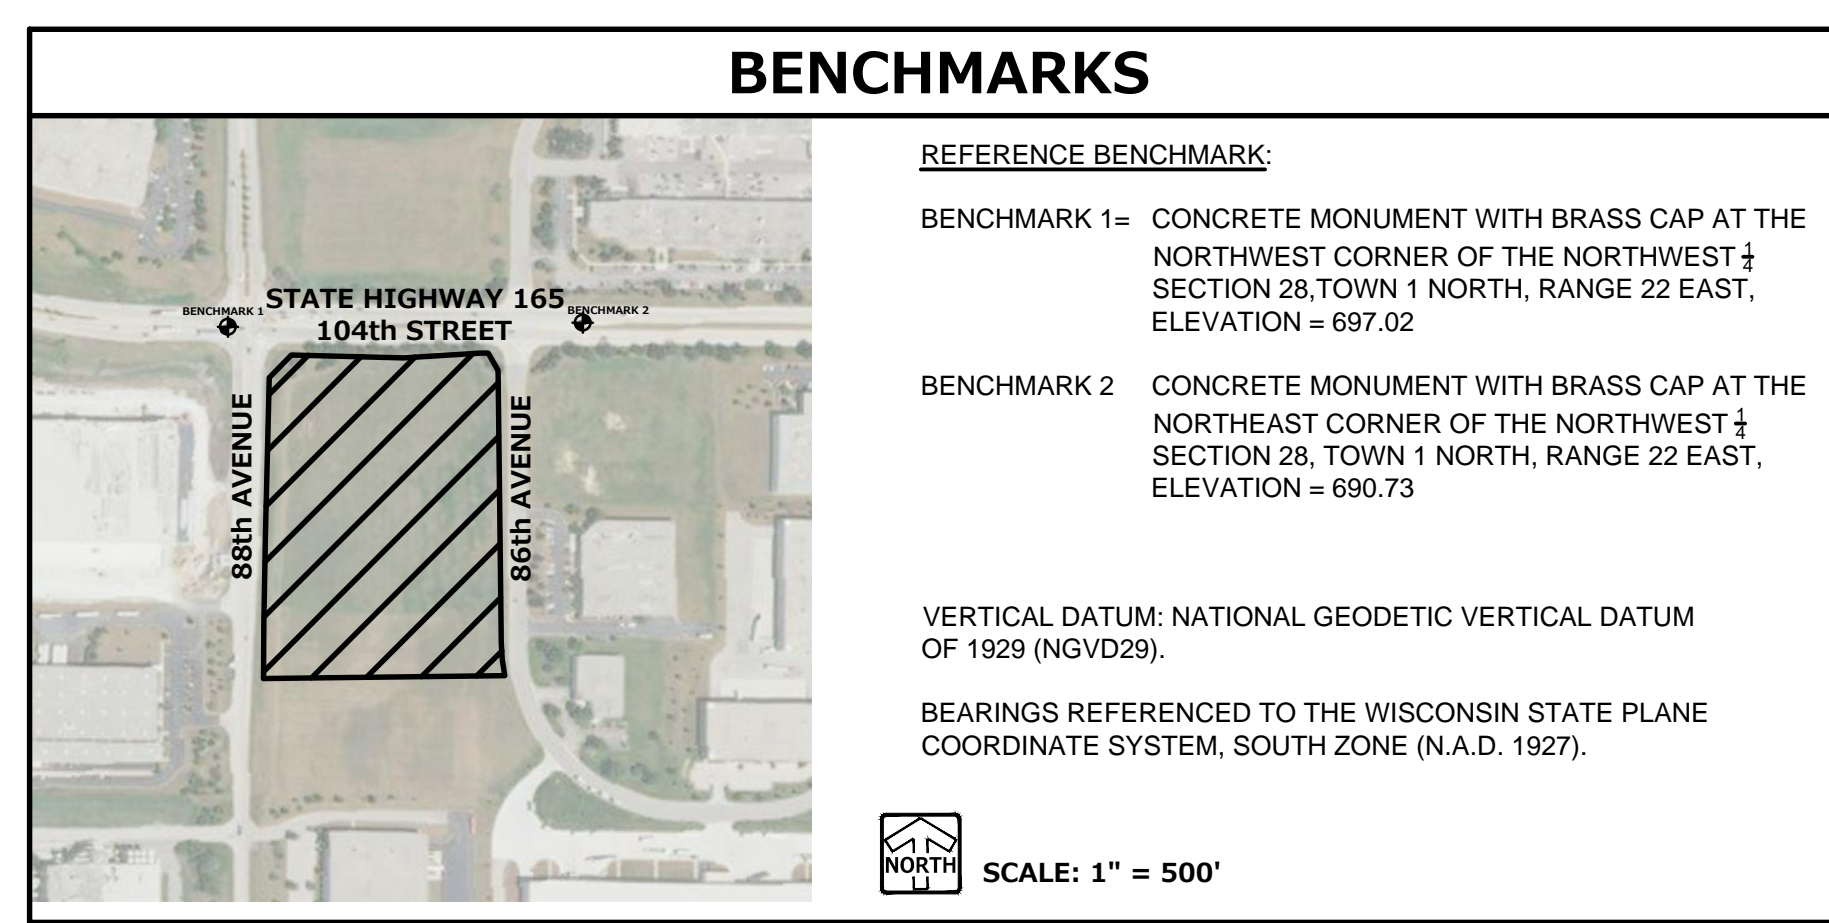 BENCHMARKS
STATE HIGHWAY 165
104th STREET
BENCHMARK 1
BENCHMARK 2
88th AVENUE
86th AVENUE
REFERENCE BENCHMARK:
BENCHMARK 1= CONCRETE MONUMENT WITH BRASS CAP AT THE
NORTHWEST CORNER OF THE NORTHWEST 1/4
SECTION 28,TOWN 1 NORTH, RANGE 22 EAST,
ELEVATION = 697.02
BENCHMARK 2 CONCRETE MONUMENT WITH BRASS CAP AT THE
NORTHEAST CORNER OF THE NORTHWEST 1/4
SECTION 28, TOWN 1 NORTH, RANGE 22 EAST,
ELEVATION = 690.73
VERTICAL DATUM: NATIONAL GEODETIC VERTICAL DATUM
OF 1929 (NGVD29).
BEARINGS REFERENCED TO THE WISCONSIN STATE PLANE
COORDINATE SYSTEM, SOUTH ZONE (N.A.D. 1927).
NORTH
SCALE: 1" = 500'